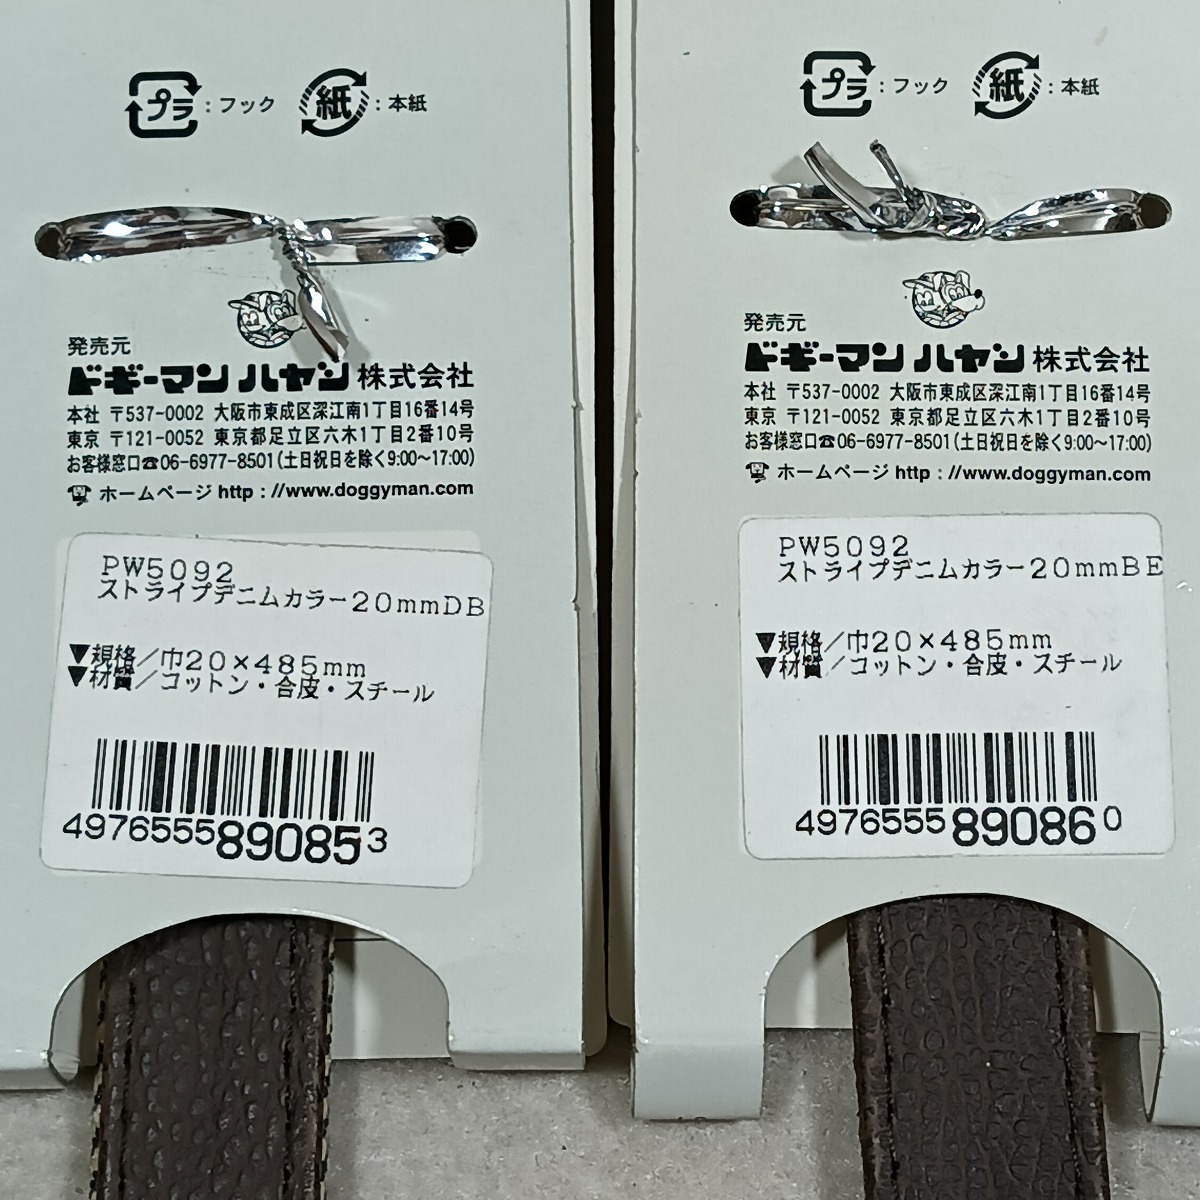 プラ : フック 紙 : 本紙
発売元
ドギーマン ハヤシ 株式会社
本社 〒537-0002 大阪市東成区深江南1丁目16番14号
東京 〒121-0052 東京都足立区六木1丁目2番10号
お客様窓口☎06-6977-8501(土日祝日を除く9:00〜17:00)
ホームページ http : //www.doggyman.com
PW5092
ストライプデニムカラー20mmDB
▼規格/巾20×485mm
▼材質/コットン・合皮・スチール
4976555890853
プラ : フック 紙 : 本紙
発売元
ドギーマン ハヤシ 株式会社
本社 〒537-0002 大阪市東成区深江南1丁目16番14号
東京 〒121-0052 東京都足立区六木1丁目2番10号
お客様窓口☎06-6977-8501(土日祝日を除く9:00〜17:00)
ホームページ http : //www.doggyman.com
PW5092
ストライプデニムカラー20mmBE
▼規格/巾20×485mm
▼材質/コットン・合皮・スチール
4976555890860